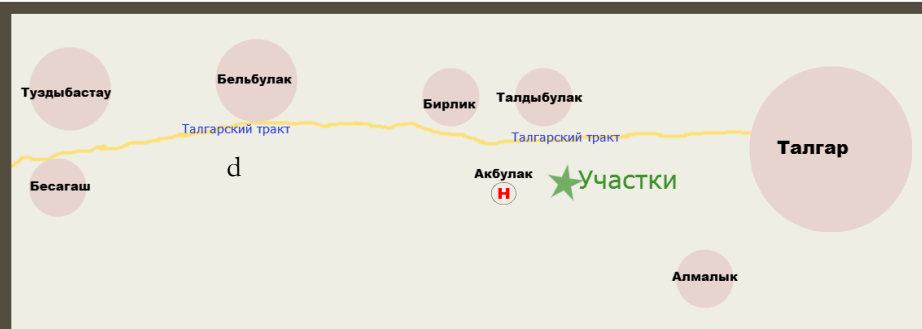 Туздыбастау
Бельбулак
Бирлик
Талдыбулак
Талгарский тракт
Талгарский тракт
Талгар
d
Акбулак
Участки
Бесагаш
H
Алмалык